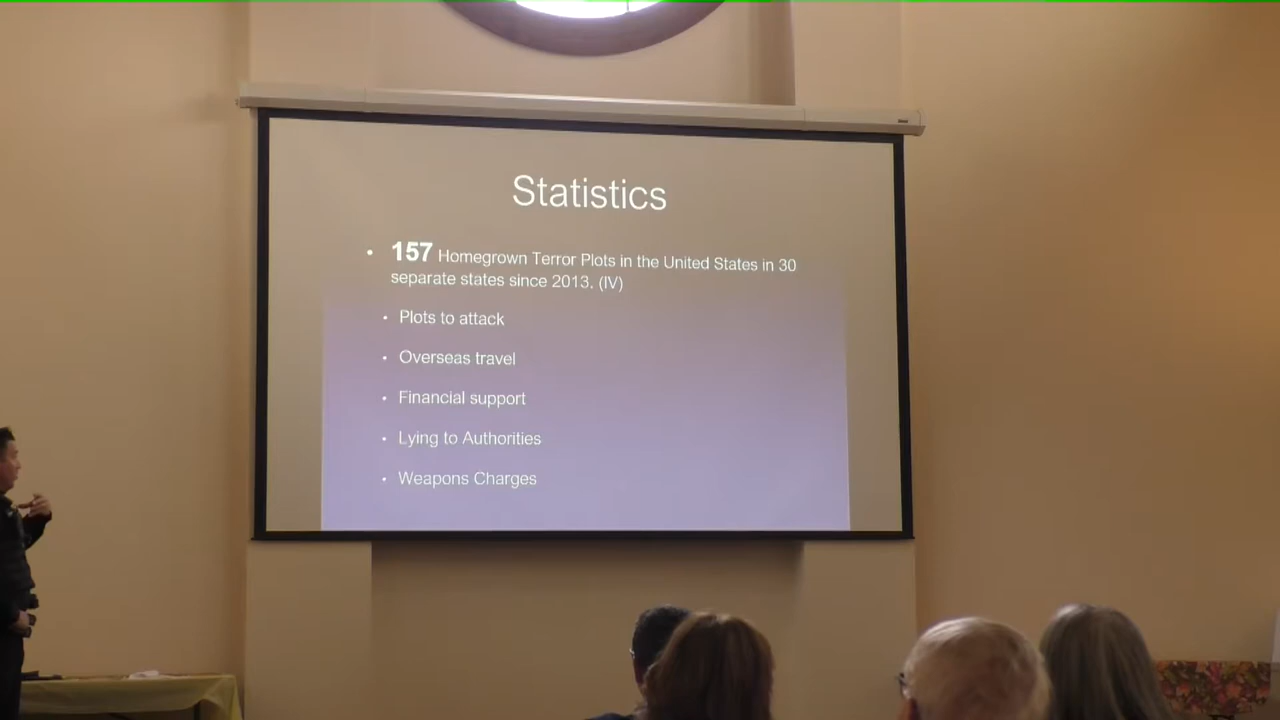 Statistics
• 157 Homegrown Terror Plots in the United States in 30
separate states since 2013. (IV)
• Plots to attack
• Overseas travel
• Financial support
• Lying to Authorities
• Weapons Charges